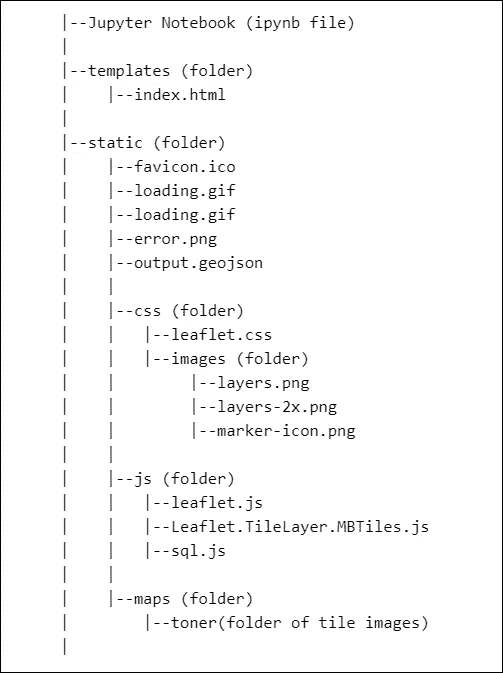 |--Jupyter Notebook (ipynb file)
|
|--templates (folder)
|    |--index.html
|
|--static (folder)
|    |--favicon.ico
|    |--loading.gif
|    |--loading.gif
|    |--error.png
|    |--output.geojson
|    |
|    |--css (folder)
|    |   |--leaflet.css
|    |   |--images (folder)
|    |        |--layers.png
|    |        |--layers-2x.png
|    |        |--marker-icon.png
|    |
|    |--js (folder)
|    |   |--leaflet.js
|    |   |--Leaflet.TileLayer.MBTiles.js
|    |   |--sql.js
|    |
|    |--maps (folder)
|        |--toner(folder of tile images)
|